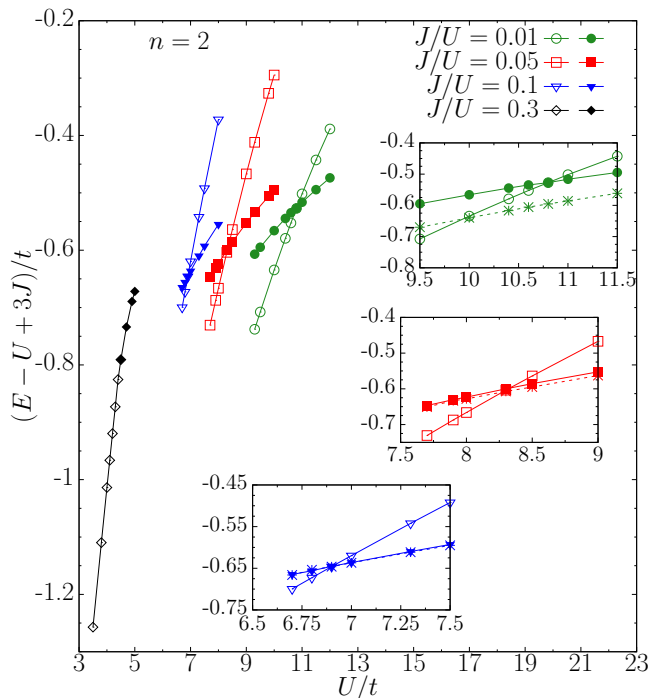 n = 2
J/U = 0.01
J/U = 0.05
J/U = 0.1
J/U = 0.3
(E − U + 3J)/t
-0.2
-0.4
-0.6
-0.8
-1
-1.2
3 5 7 9 11 13 15 17 19 21 23
U/t
-0.4
-0.5
-0.6
-0.7
-0.8
9.5 10 10.5 11 11.5
-0.4
-0.5
-0.6
-0.7
7.5 8 8.5 9
-0.45
-0.55
-0.65
-0.75
6.5 6.75 7 7.25 7.5